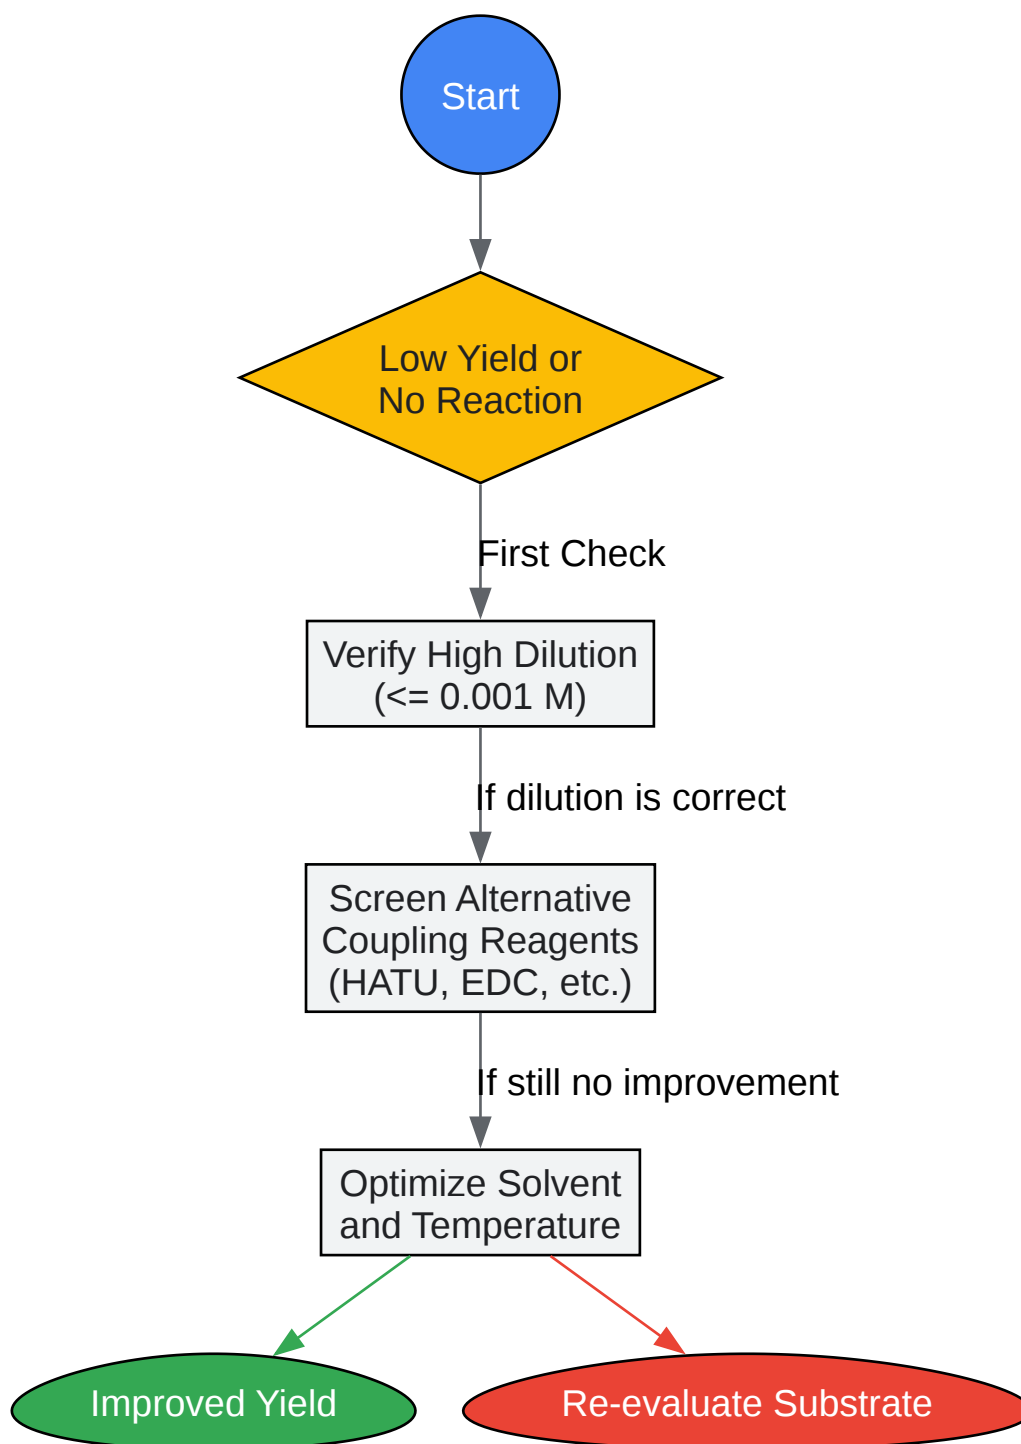 Start
Low Yield or
No Reaction
First Check
Verify High Dilution
(<= 0.001 M)
If dilution is correct
Screen Alternative
Coupling Reagents
(HATU, EDC, etc.)
If still no improvement
Optimize Solvent
and Temperature
Improved Yield
Re-evaluate Substrate